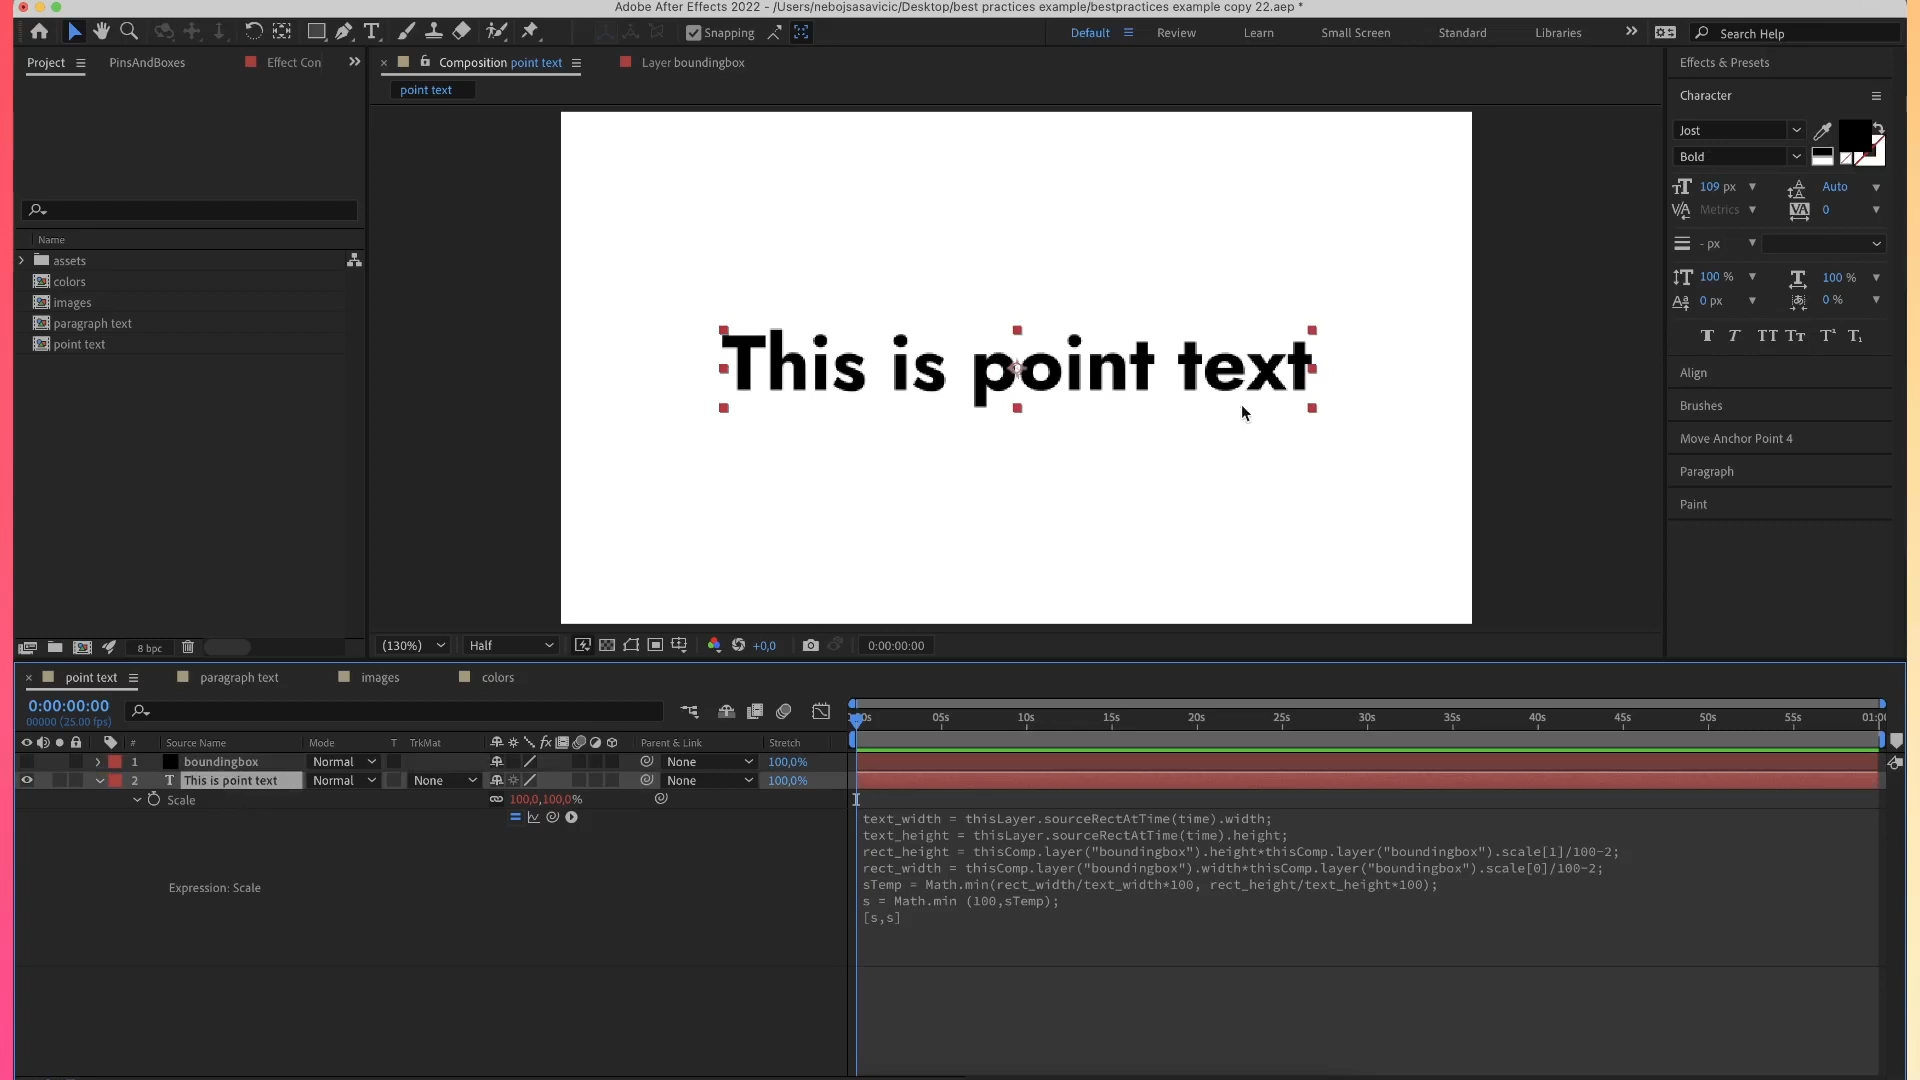 Adobe After Effects 2022 - /Users/nebojsasavicic/Desktop/best practices example/bestpractices example copy 22.aep *
Snapping
Default
Review
Learn
Small Screen
Standard
Libraries
Search Help
Project
PinsAndBoxes
Effect Con
Composition point text
Layer boundingbox
point text
Name
assets
colors
images
paragraph text
point text
8 bpc
This is point text
(130%)
Half
+0,0
0:00:00:00
Effects & Presets
Character
Jost
Bold
109 px
Auto
Metrics
0
- px
100 %
100 %
0 px
0 %
Align
Brushes
Move Anchor Point 4
Paragraph
Paint
point text
paragraph text
images
colors
0:00:00:00
00000 (25.00 fps)
05s
10s
15s
20s
25s
30s
35s
40s
45s
50s
55s
# Source Name Mode T TrkMat Parent & Link Stretch
1 boundingbox Normal None 100,0%
2 T This is point text Normal None None 100,0%
Scale 100,0,100,0%
Expression: Scale
text_width = thisLayer.sourceRectAtTime(time).width;
text_height = thisLayer.sourceRectAtTime(time).height;
rect_height = thisComp.layer("boundingbox").height*thisComp.layer("boundingbox").scale[1]/100-2;
rect_width = thisComp.layer("boundingbox").width*thisComp.layer("boundingbox").scale[0]/100-2;
sTemp = Math.min(rect_width/text_width*100, rect_height/text_height*100);
s = Math.min (100,sTemp);
[s,s]